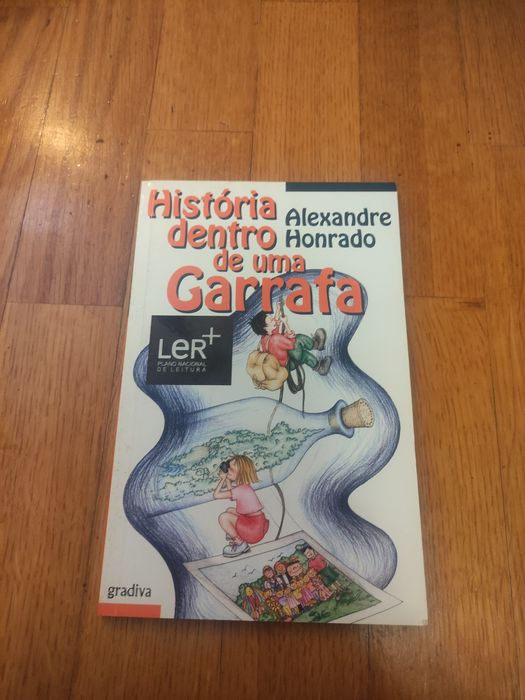 História
dentro
de uma
Garrafa
Alexandre
Honrado
LeR+
PLANO NACIONAL
DE LEITURA
gradiva